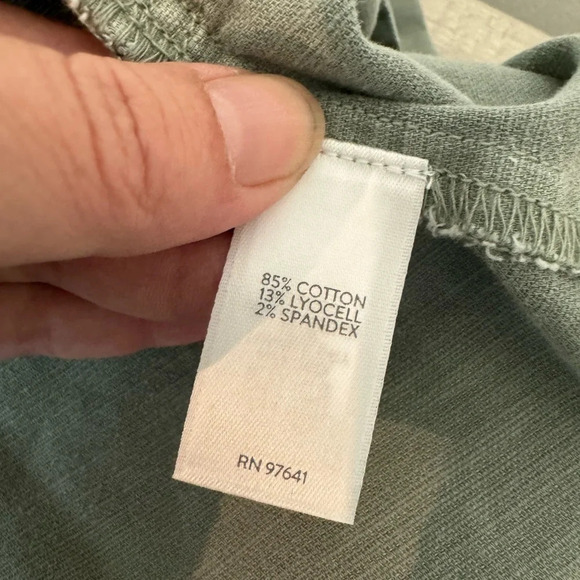 85% COTTON
13% LYOCELL
2% SPANDEX
RN 97641